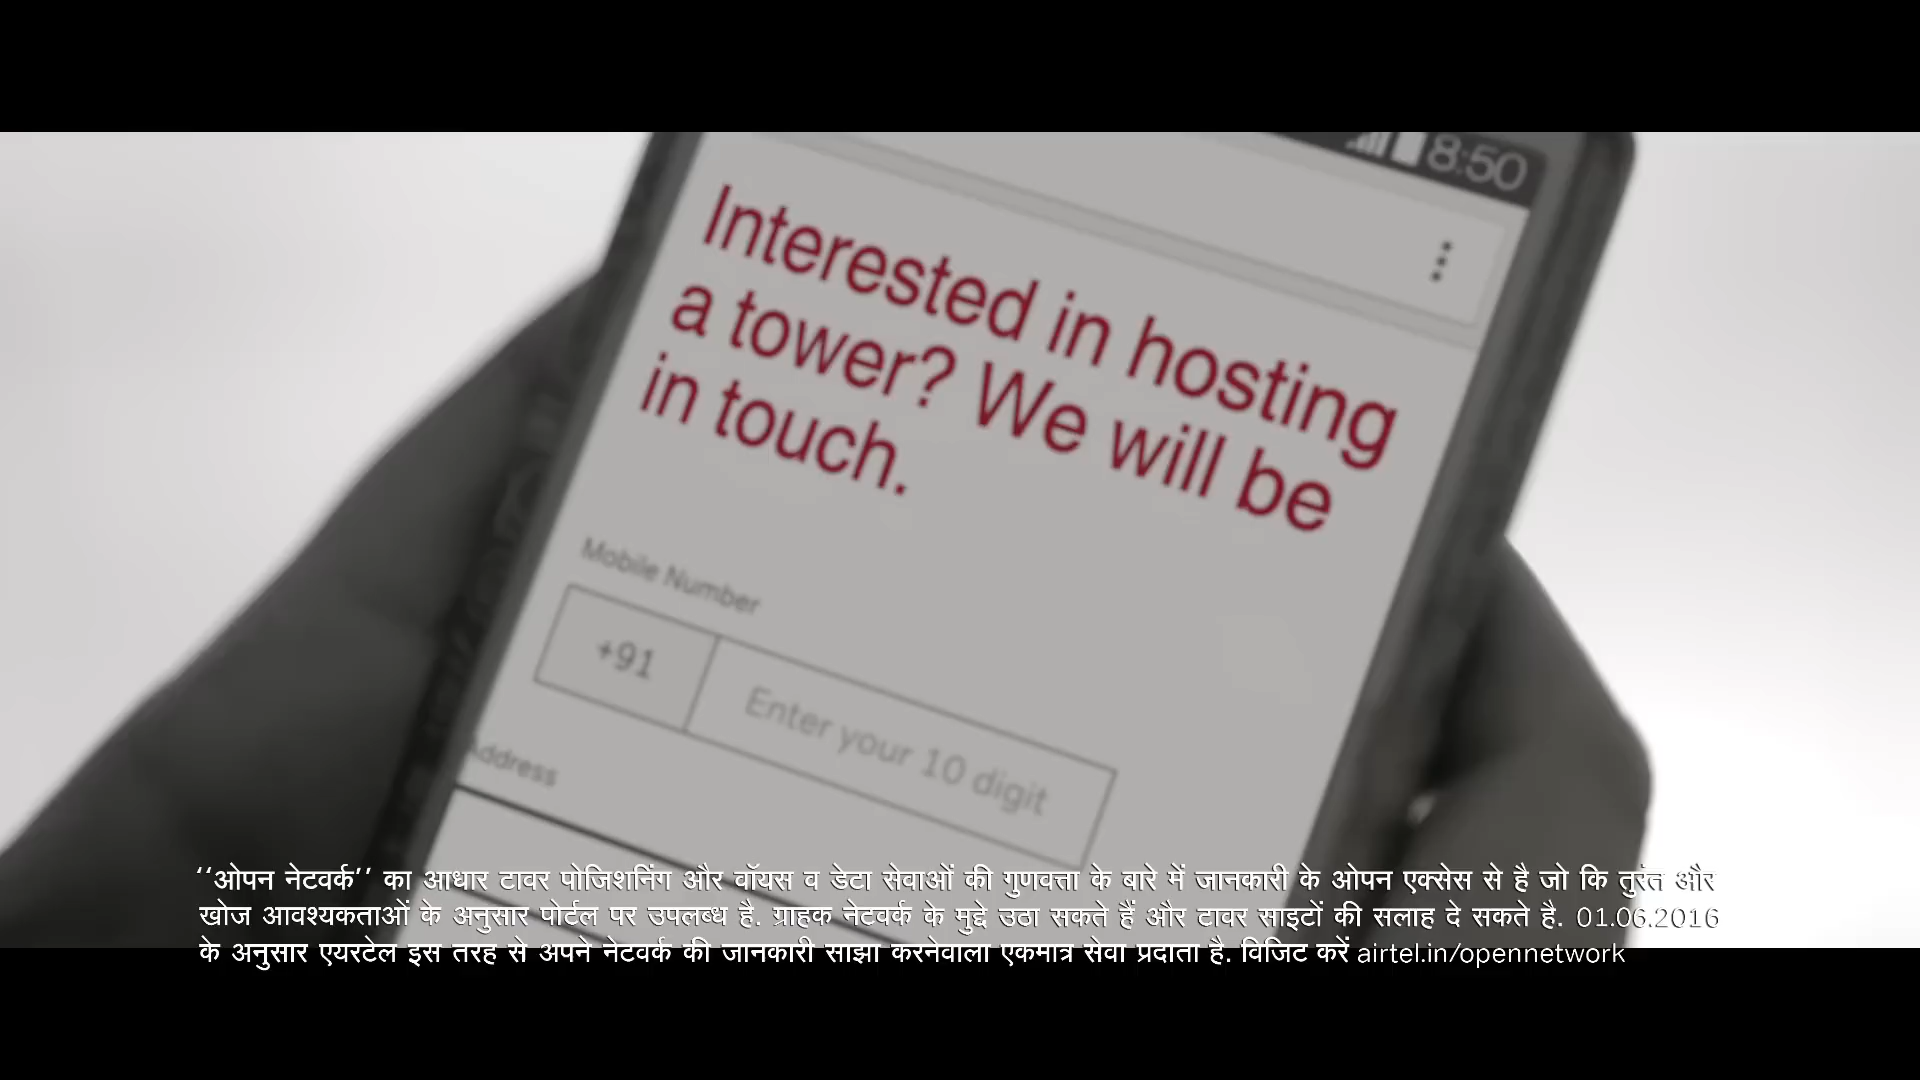 8:50
Interested in hosting
a tower? We will be
in touch.
Mobile Number
+91 Enter your 10 digit
Address
‘‘ओपन नेटवर्क’’ का आधार टावर पोजिशनिंग और वॉयस व डेटा सेवाओं की गुणवत्ता के बारे में जानकारी के ओपन एक्सेस से है जो कि तुरंत और
खोज आवश्यकताओं के अनुसार पोर्टल पर उपलब्ध है. ग्राहक नेटवर्क के मुद्दे उठा सकते हैं और टावर साइटों की सलाह दे सकते है. 01.06.2016
के अनुसार एयरटेल इस तरह से अपने नेटवर्क की जानकारी साझा करनेवाला एकमात्र सेवा प्रदाता है. विजिट करें airtel.in/opennetwork